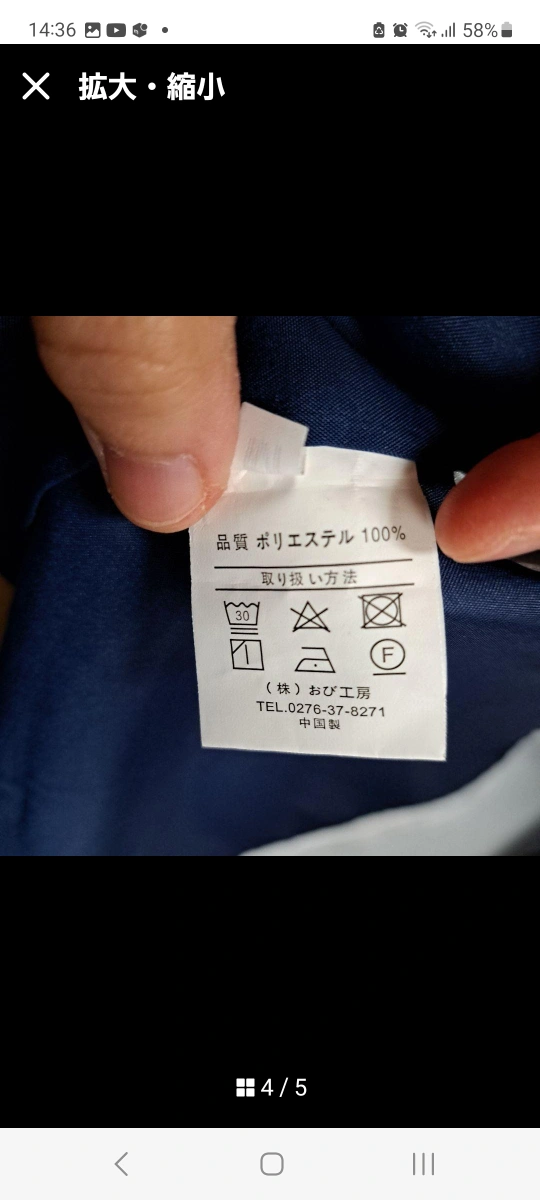 14:36
58%
拡大・縮小
品質 ポリエステル 100%
取り扱い方法
30
F
(株)おび工房
TEL.0276-37-8271
中国製
4 / 5